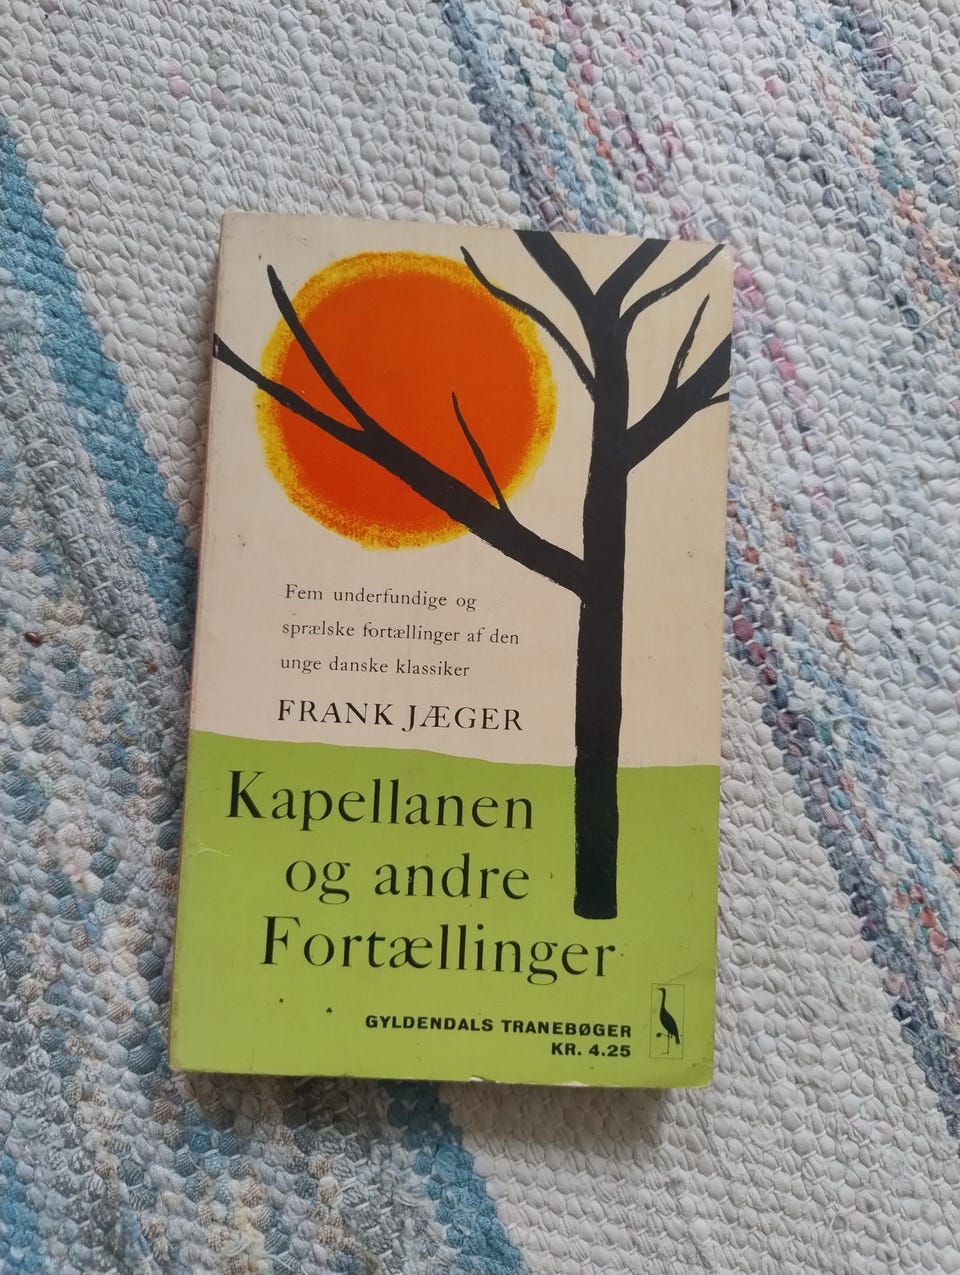 Fem underfundige og
sprælske fortællinger af den
unge danske klassiker
FRANK JÆGER
Kapellanen
og andre
Fortællinger
GYLDENDALS TRANEBØGER
KR. 4.25